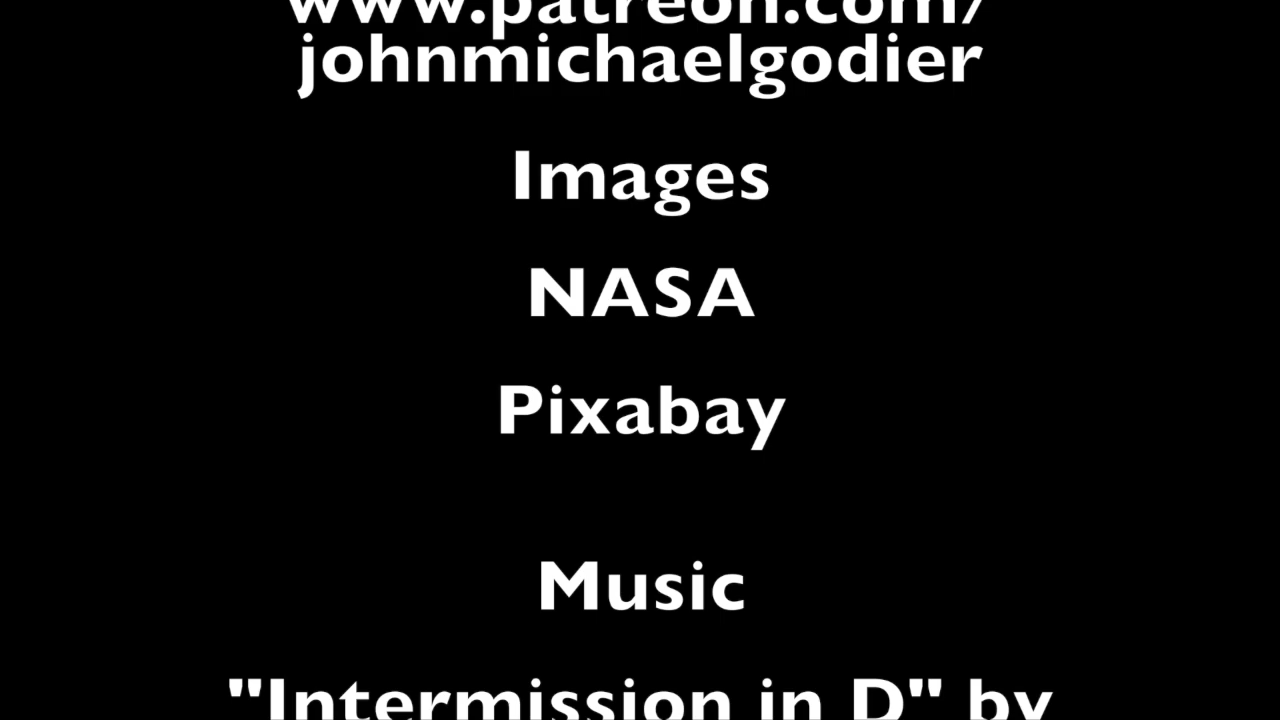 www.patreon.com/
johnmichaelgodier
Images
NASA
Pixabay
Music
"Intermission in D" by